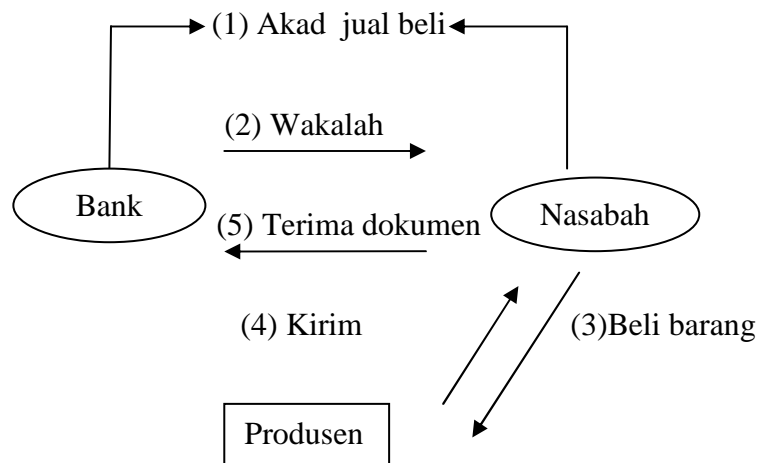 (1) Akad jual beli
(2) Wakalah
Bank
(5) Terima dokumen
Nasabah
(4) Kirim
(3)Beli barang
Produsen